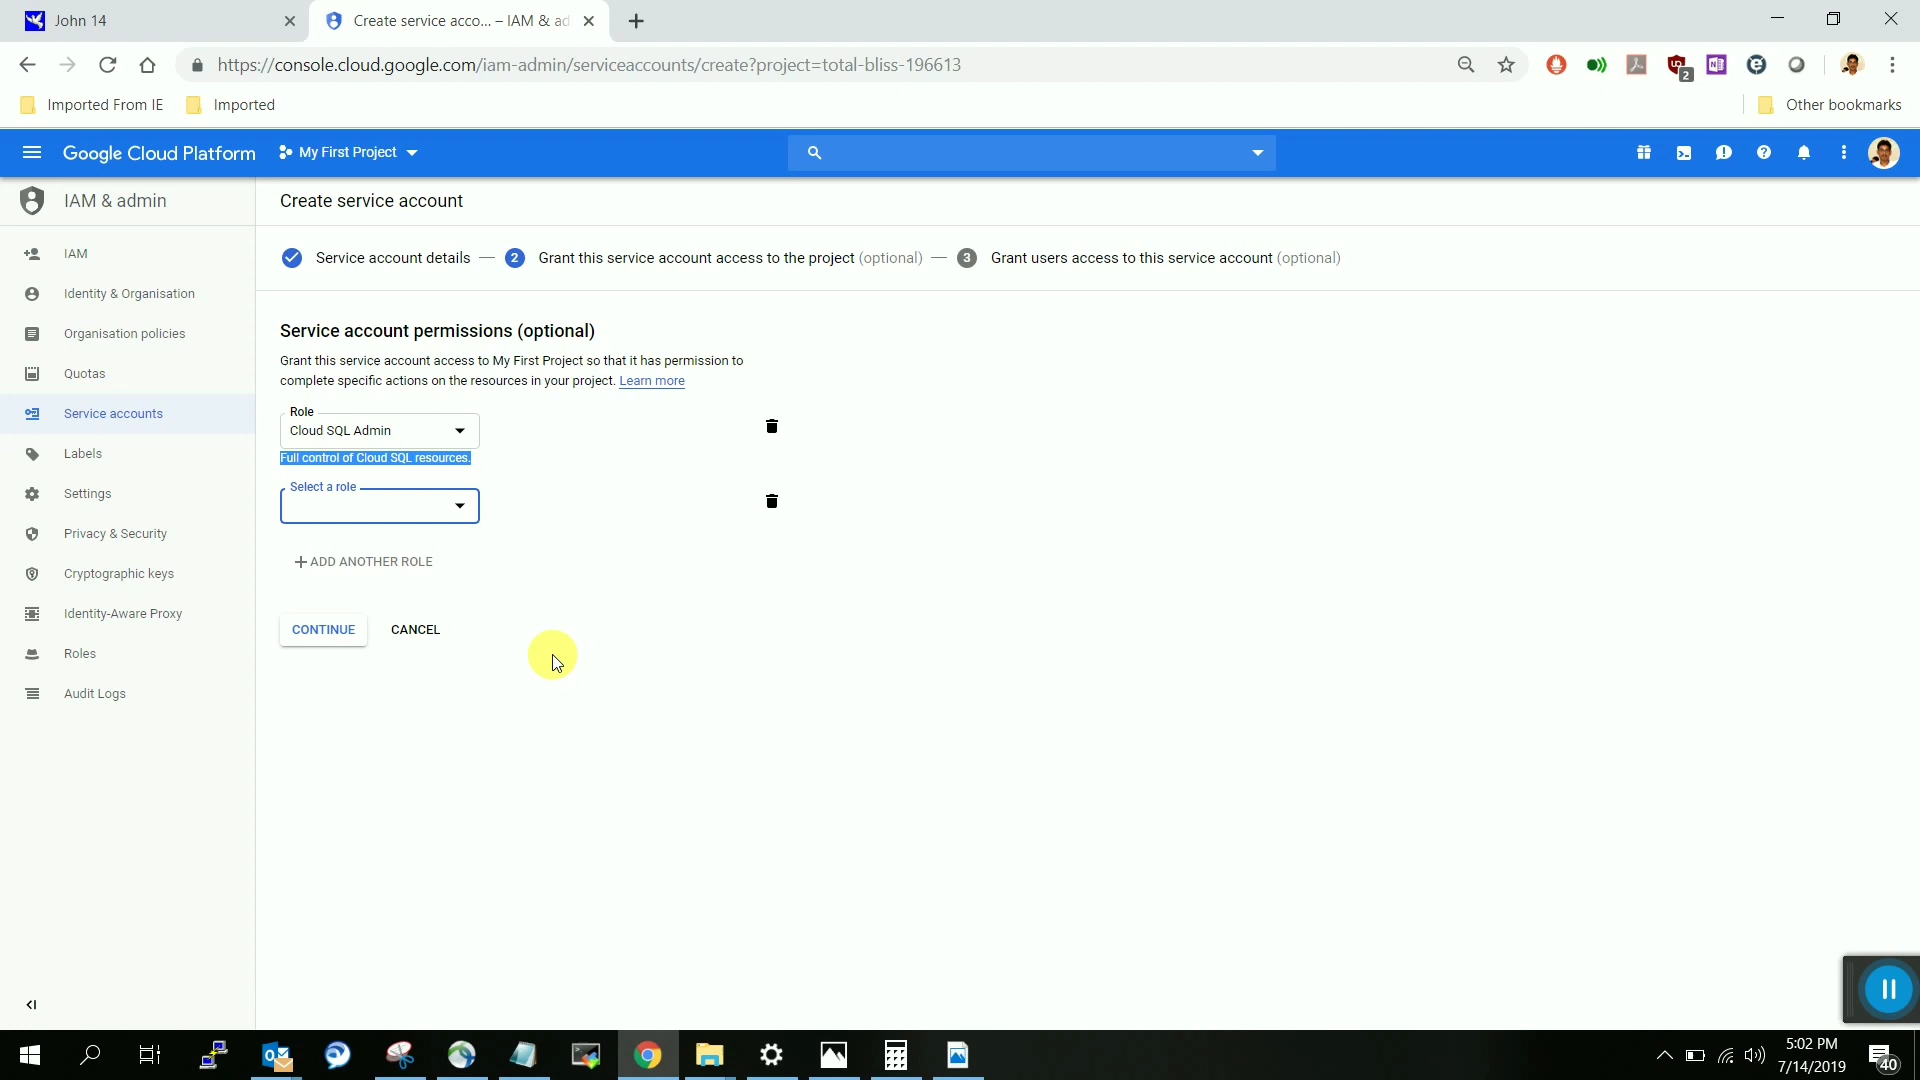 John 14
Create service acco... – IAM & ad
https://console.cloud.google.com/iam-admin/serviceaccounts/create?project=total-bliss-196613
2
Imported From IE
Imported
Other bookmarks
Google Cloud Platform
My First Project
IAM & admin
Create service account
Service account details
2
Grant this service account access to the project (optional)
3
Grant users access to this service account (optional)
IAM
Identity & Organisation
Organisation policies
Quotas
Service accounts
Labels
Settings
Privacy & Security
Cryptographic keys
Identity-Aware Proxy
Roles
Audit Logs
Service account permissions (optional)
Grant this service account access to My First Project so that it has permission to
complete specific actions on the resources in your project. Learn more
Role
Cloud SQL Admin
Full control of Cloud SQL resources.
Select a role
ADD ANOTHER ROLE
CONTINUE
CANCEL
5:02 PM
7/14/2019
40